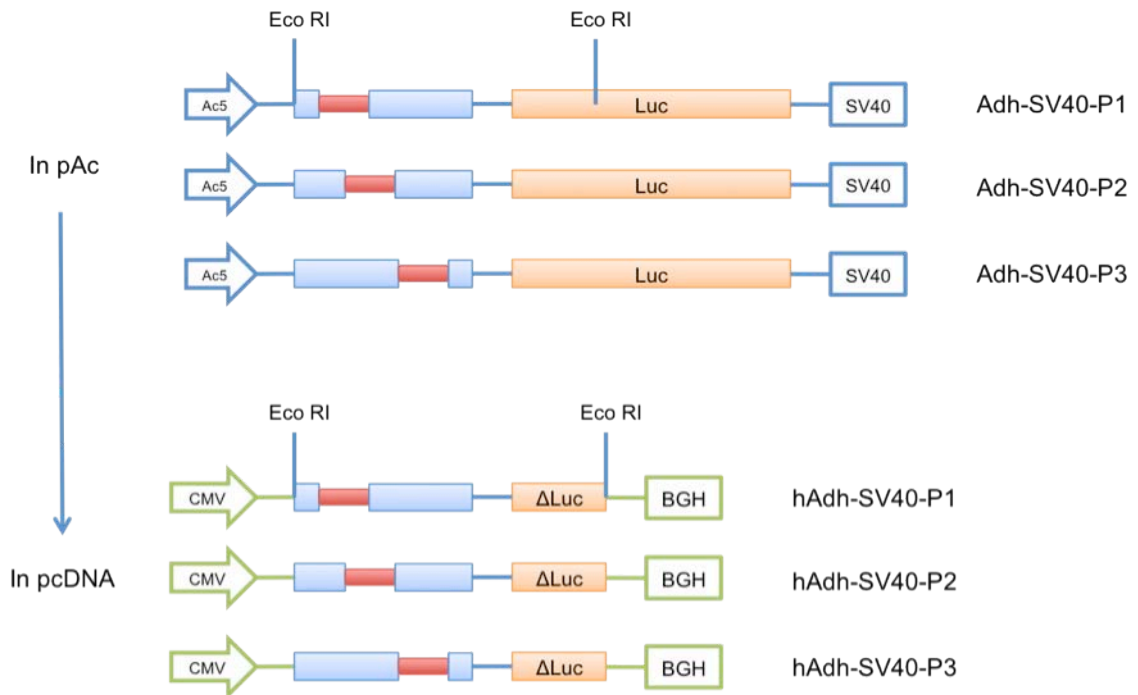 Eco RI Eco RI
Ac5 Luc SV40 Adh-SV40-P1
In pAc
Ac5 Luc SV40 Adh-SV40-P2
Ac5 Luc SV40 Adh-SV40-P3
Eco RI Eco RI
CMV ΔLuc BGH hAdh-SV40-P1
In pcDNA
CMV ΔLuc BGH hAdh-SV40-P2
CMV ΔLuc BGH hAdh-SV40-P3